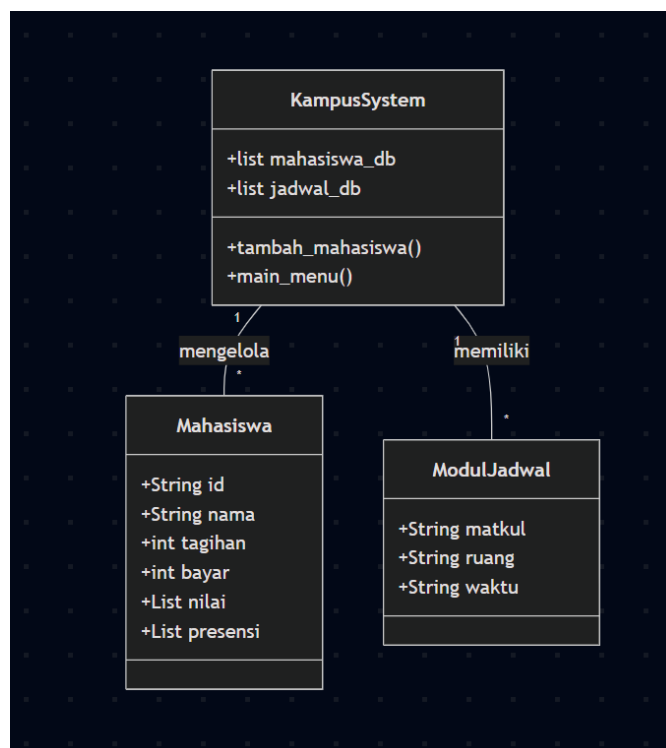 KampusSystem
+list mahasiswa_db
+list jadwal_db
+tambah_mahasiswa()
+main_menu()
1
mengelola
*
1
memiliki
*
Mahasiswa
+String id
+String nama
+int tagihan
+int bayar
+List nilai
+List presensi
ModulJadwal
+String matkul
+String ruang
+String waktu